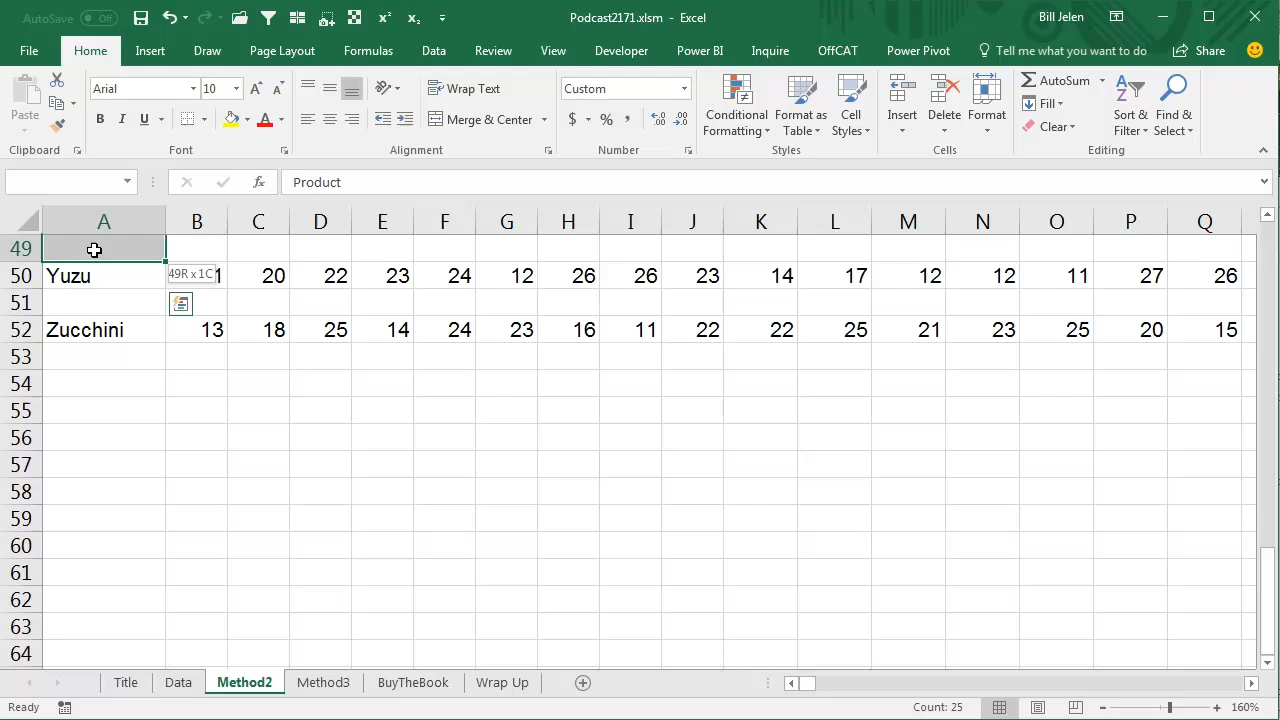 AutoSave Off Podcast2171.xlsm - Excel Bill Jelen
File Home Insert Draw Page Layout Formulas Data Review View Developer Power BI Inquire OffCAT Power Pivot Tell me what you want to do Share
Arial 10 Wrap Text Custom AutoSum
Paste B I U A Merge & Center $ % , Conditional Formatting Format as Table Cell Styles Insert Delete Format Fill Clear Sort & Filter Find & Select
Clipboard Font Alignment Number Styles Cells Editing
fx Product
A B C D E F G H I J K L M N O P Q
49
50 Yuzu 1 20 22 23 24 12 26 26 23 14 17 12 12 11 27 26
49R x 1C
51
52 Zucchini 13 18 25 14 24 23 16 11 22 22 25 21 23 25 20 15
53
54
55
56
57
58
59
60
61
62
63
64
Title Data Method2 Method3 BuyTheBook Wrap Up
Ready Count: 25 160%